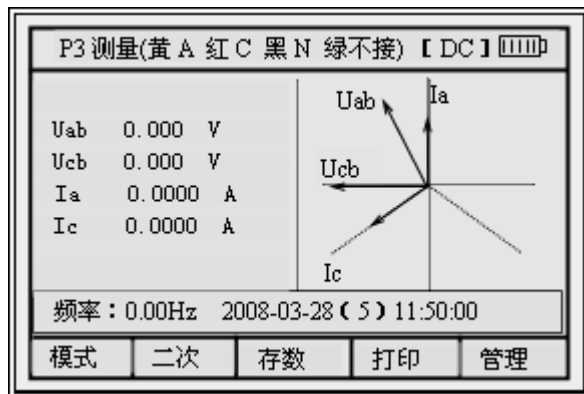 P3 测量(黄 A 红 C 黑 N 绿不接) 【 DC 】
Uab 0.000 V
Ucb 0.000 V
Ia 0.0000 A
Ic 0.0000 A
Uab Ia
Ucb
Ic
频率：0.00Hz 2008-03-28 ( 5 ) 11:50:00
模式 二次 存数 打印 管理